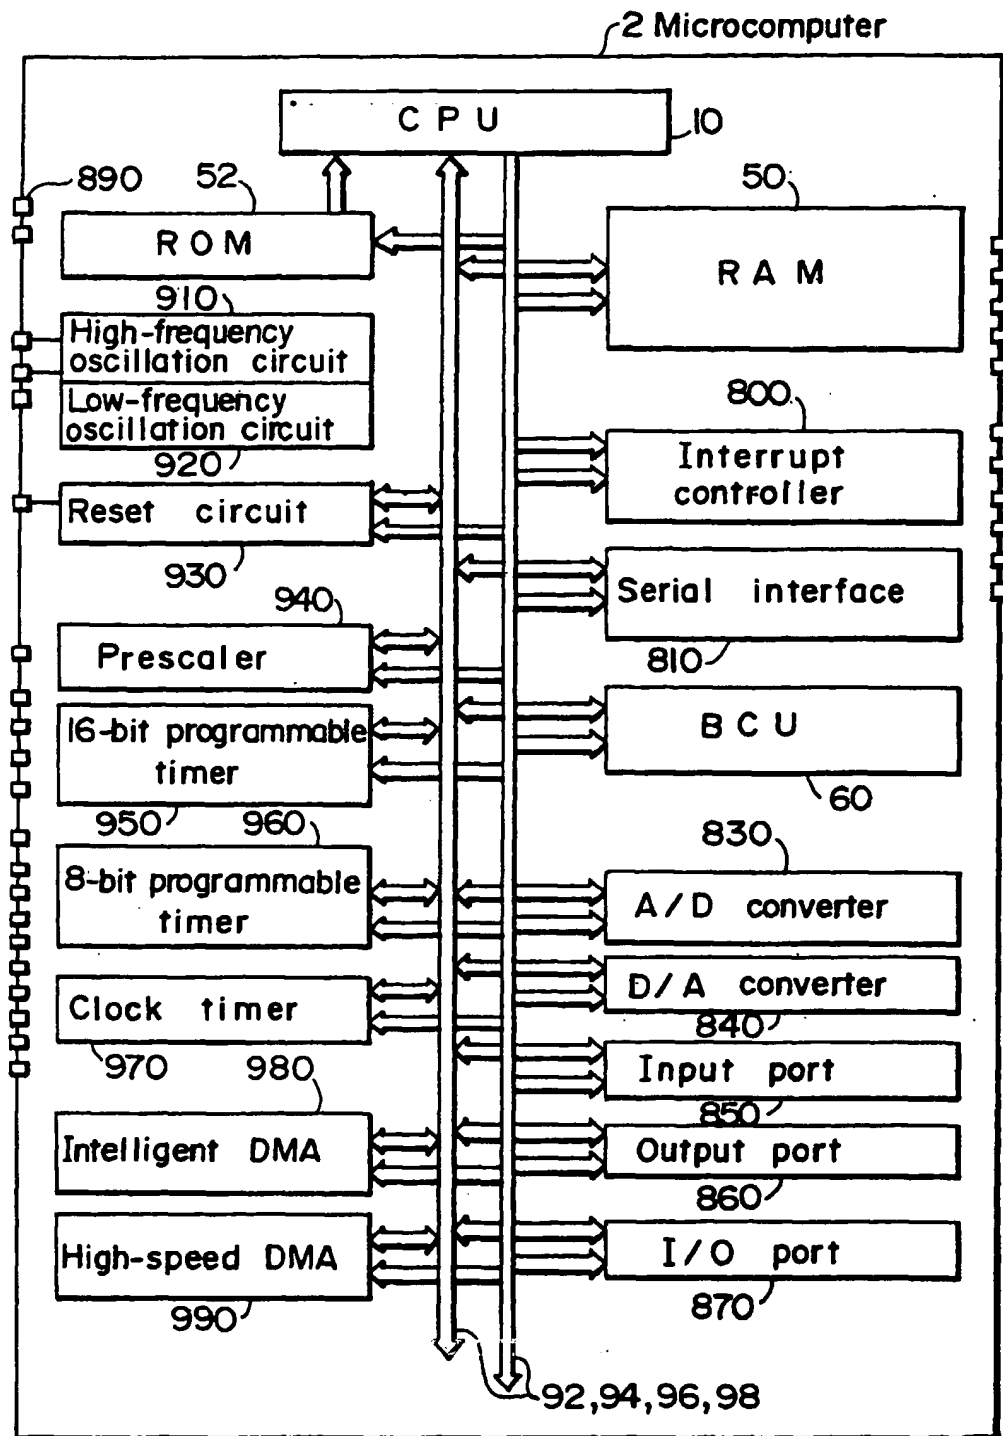 2 Microcomputer
CPU
10
890
52
ROM
50
RAM
910
High-frequency
oscillation circuit
Low-frequency
oscillation circuit
920
800
Interrupt
controller
Reset circuit
930
Serial interface
810
940
Prescaler
BCU
60
16-bit programmable
timer
950
960
8-bit programmable
timer
830
A/D converter
D/A converter
840
Clock timer
970
Input port
850
980
Intelligent DMA
Output port
860
High-speed DMA
990
I/O port
870
92,94,96,98